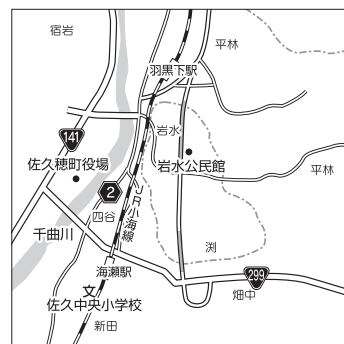 宿岩
平林
羽黒下駅
岩水
141
佐久穂町役場
岩水公民館
平林
2
四谷
JR小海線
千曲川
渕
海瀬駅
299
文
畑中
佐久中央小学校
新田